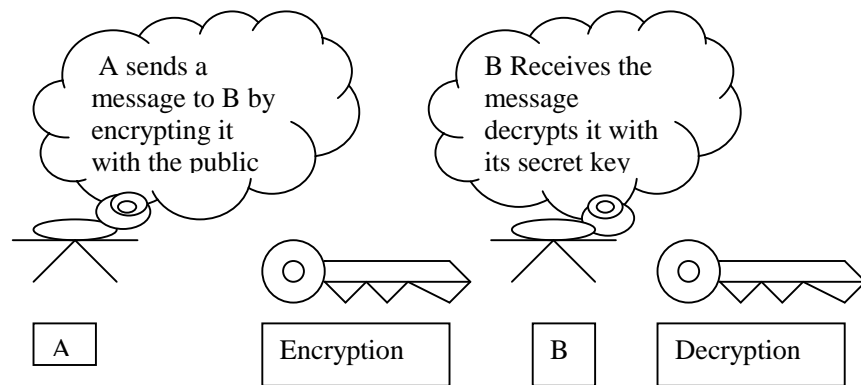 A sends a
message to B by
encrypting it
with the public
B Receives the
message
decrypts it with
its secret key
A
Encryption
B
Decryption